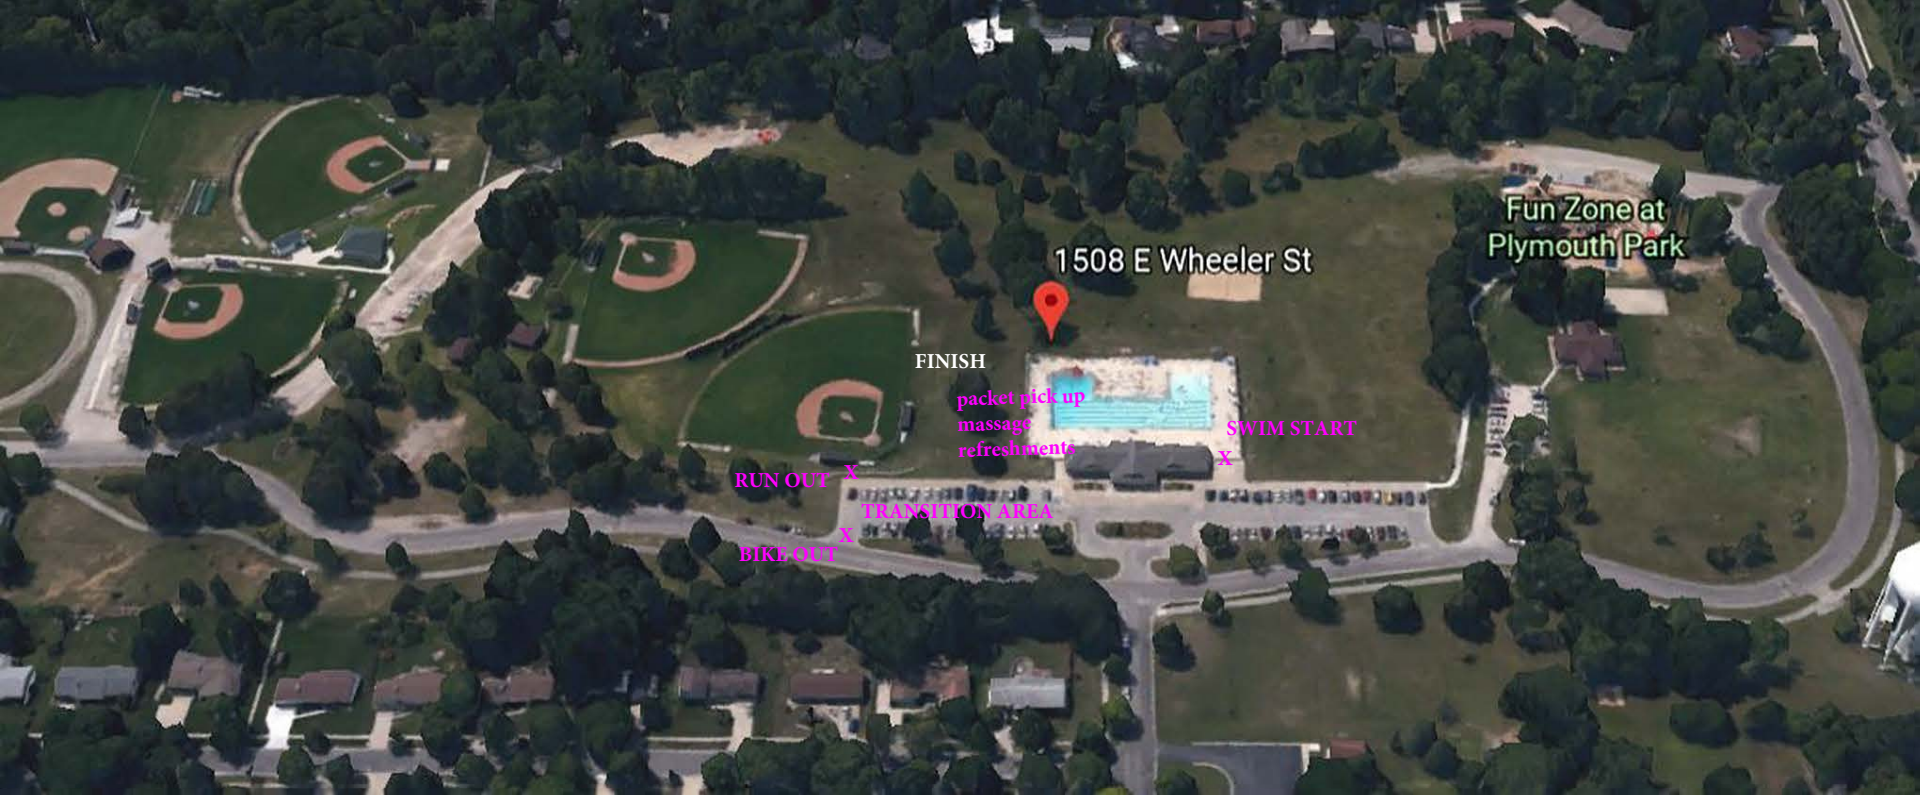 Fun Zone at
Plymouth Park
1508 E Wheeler St
FINISH
packet pick up
massage
refreshments
SWIM START
X
RUN OUT X
TRANSITION AREA
X
BIKE OUT